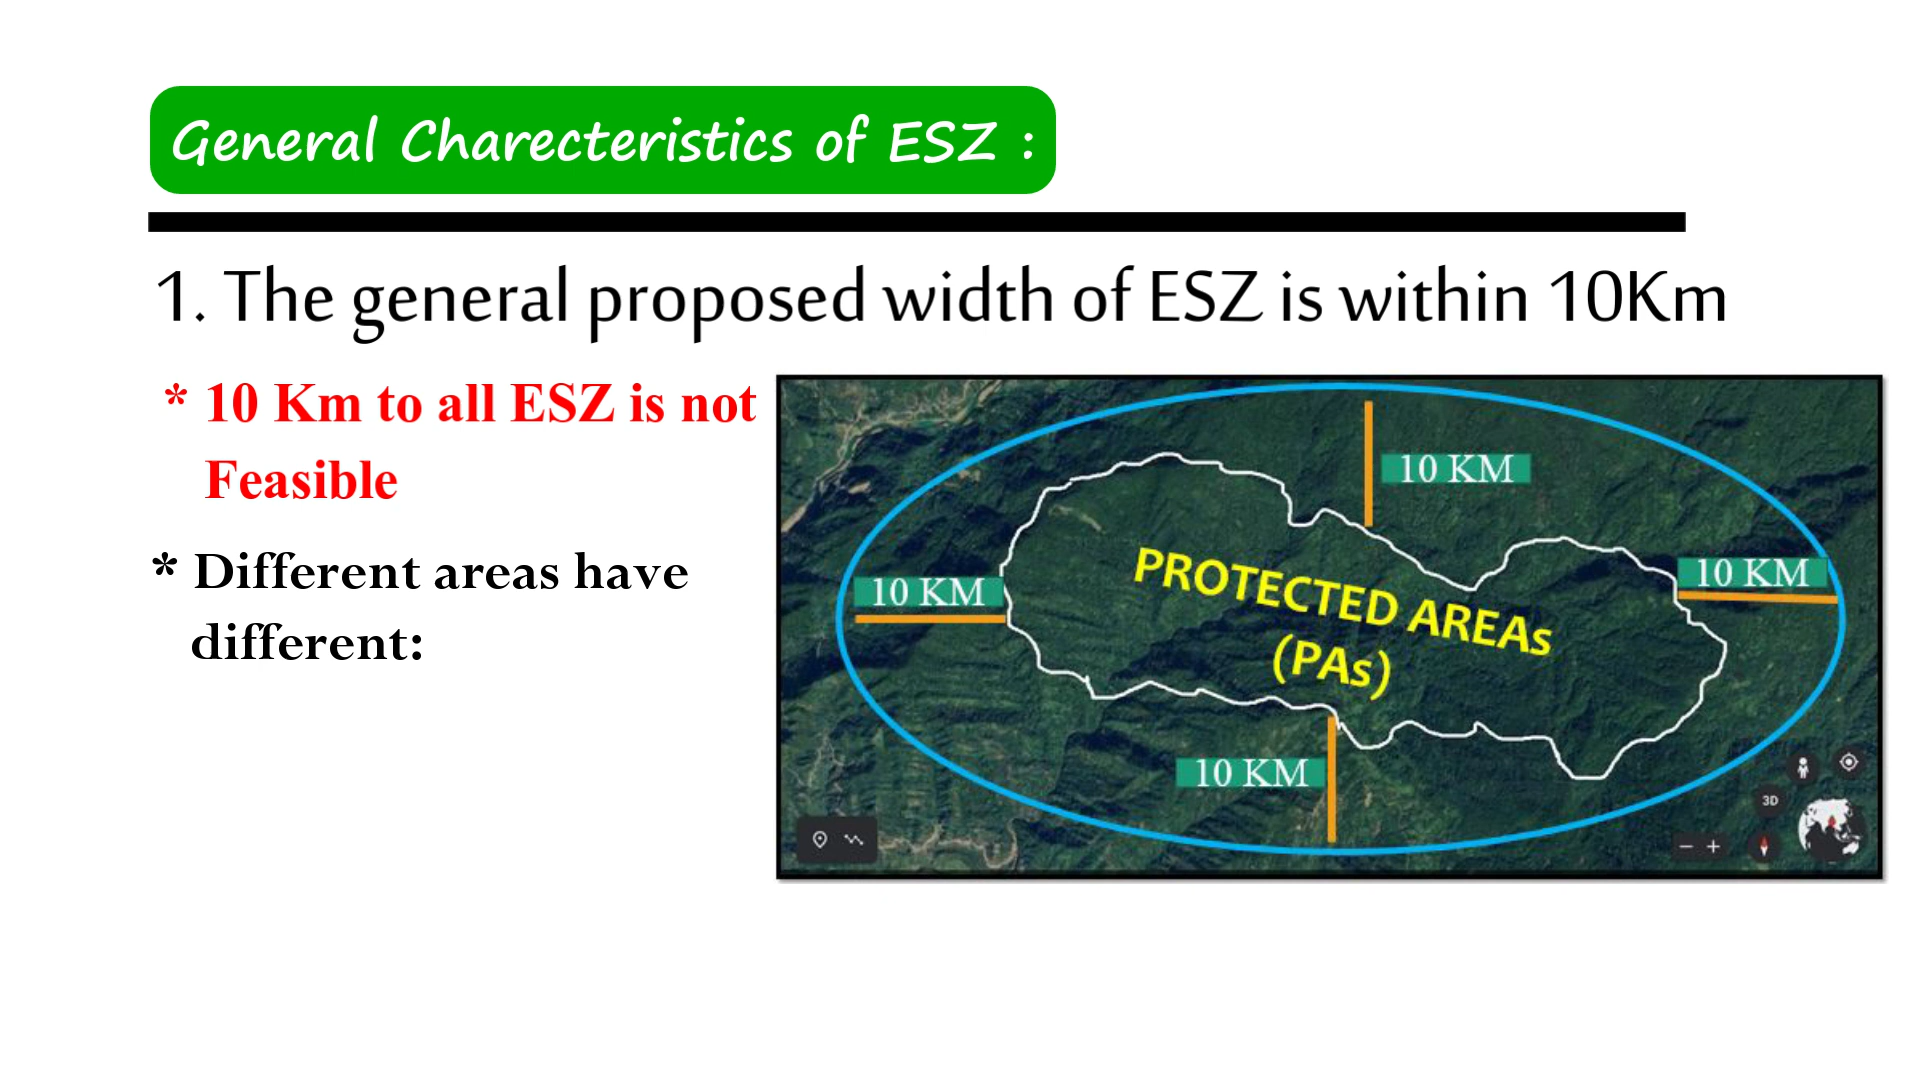 General Charecteristics of ESZ :
1. The general proposed width of ESZ is within 10Km
* 10 Km to all ESZ is not
Feasible
* Different areas have
different:
10 KM
10 KM
10 KM
PROTECTED AREAs
(PAs)
10 KM
3D